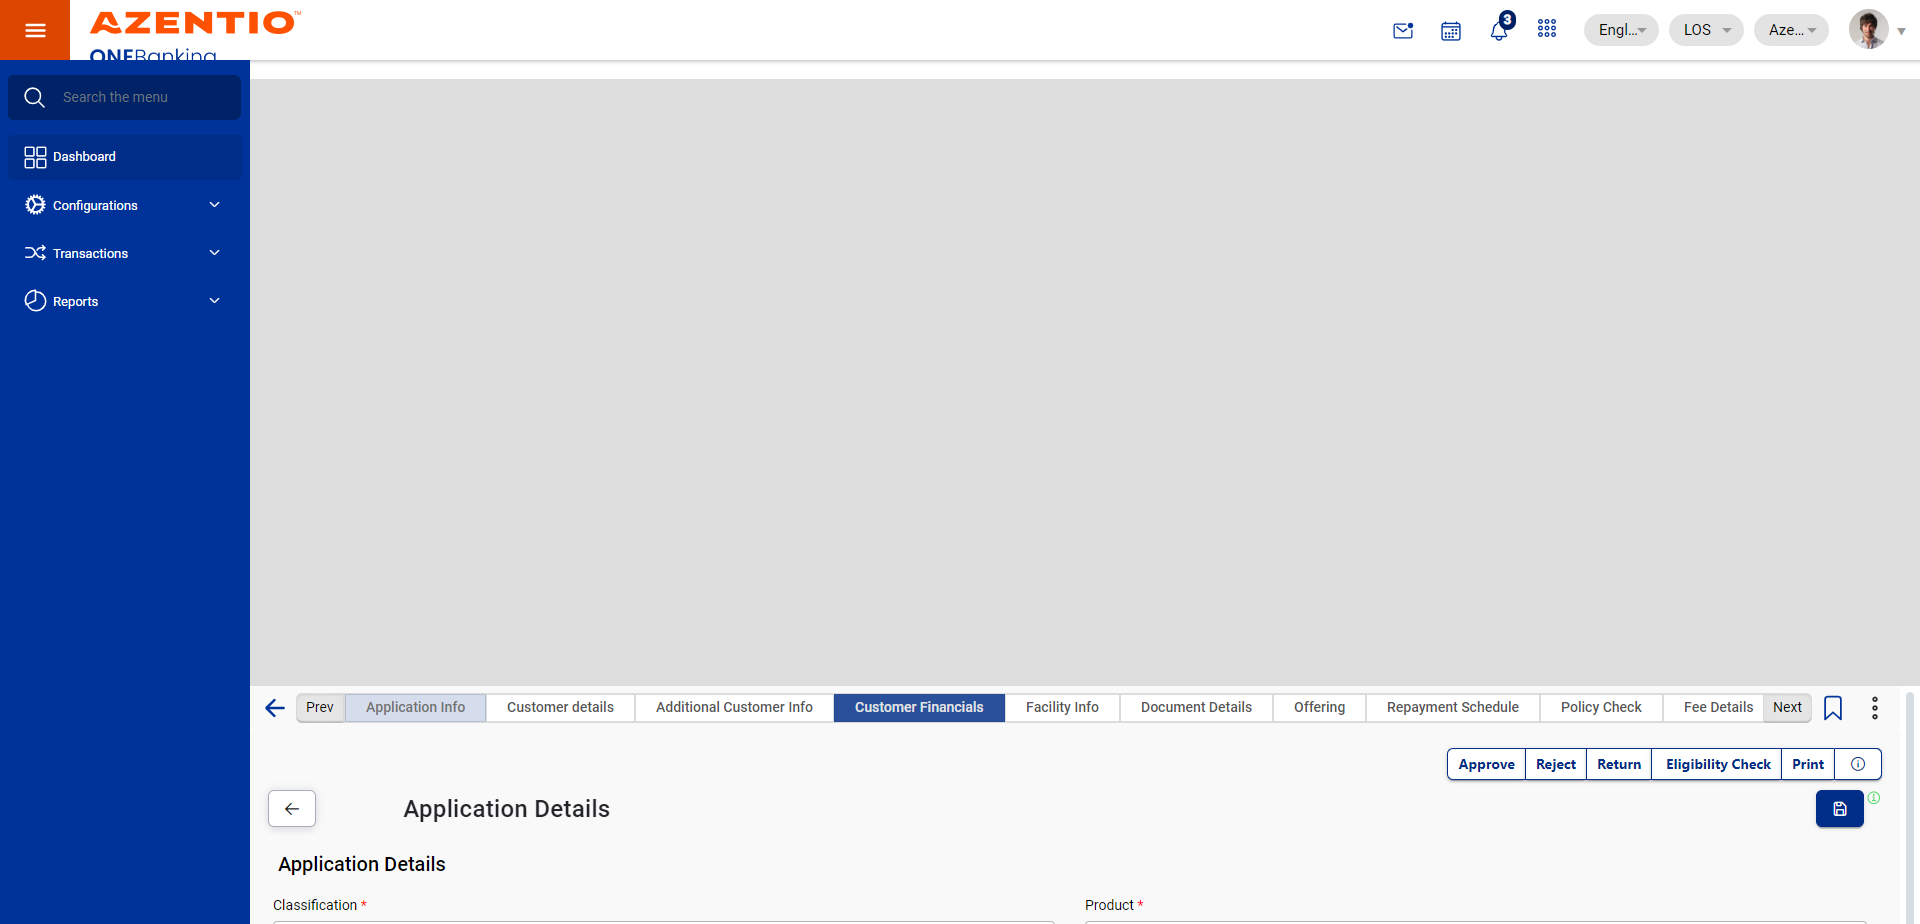 AZENTIO™
ONEBanking
3
Engl...
LOS
Aze...
Search the menu
Dashboard
Configurations
Transactions
Reports
Prev
Application Info
Customer details
Additional Customer Info
Customer Financials
Facility Info
Document Details
Offering
Repayment Schedule
Policy Check
Fee Details
Next
Approve
Reject
Return
Eligibility Check
Print
Application Details
Application Details
Classification *
Product *